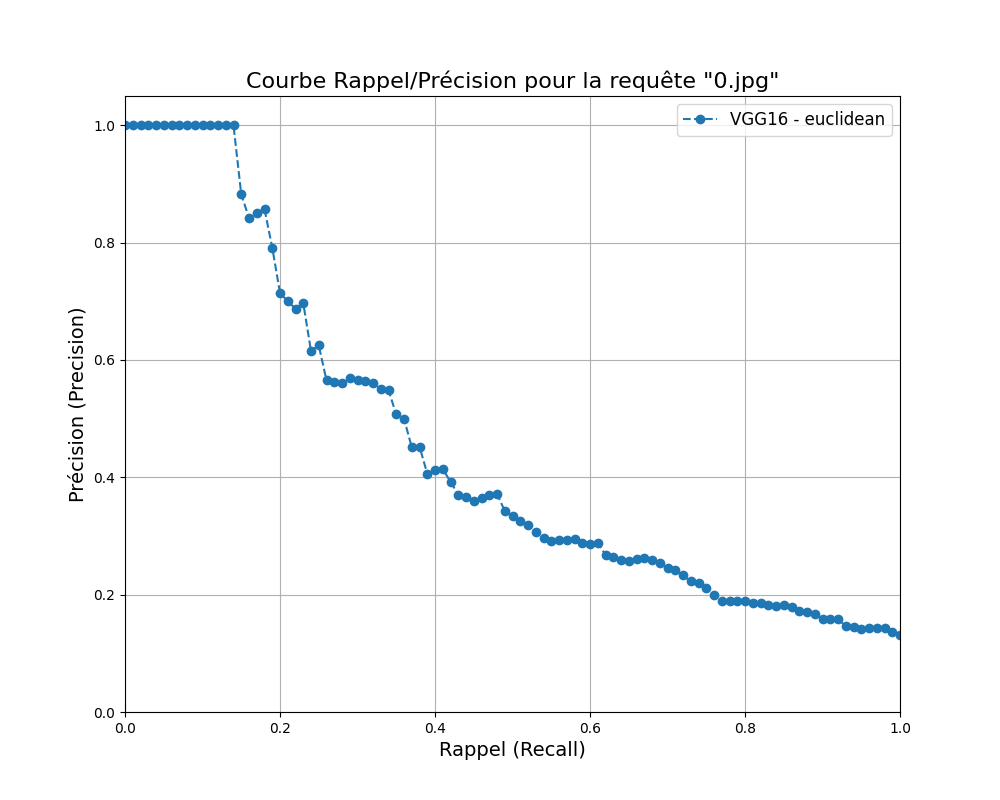 Courbe Rappel/Précision pour la requête "0.jpg"
VGG16 - euclidean
1.0
0.8
0.6
0.4
0.2
0.0
Précision (Precision)
0.0 0.2 0.4 0.6 0.8 1.0
Rappel (Recall)